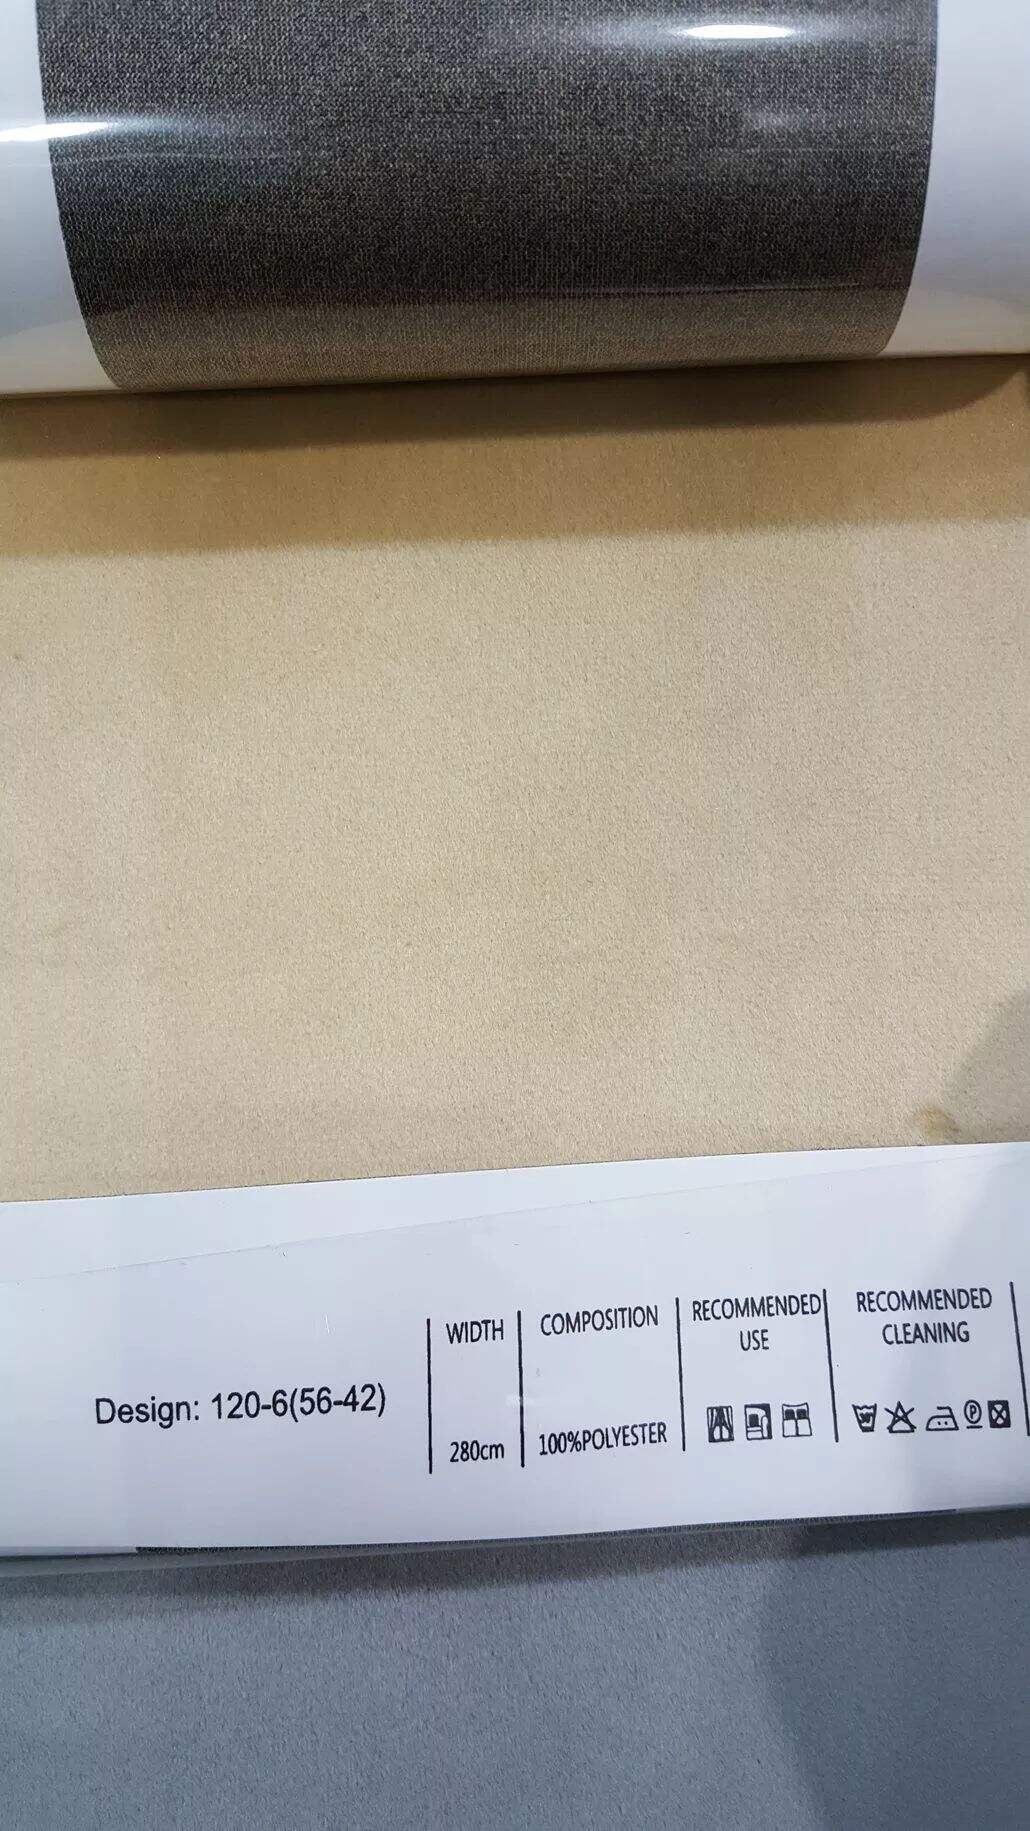 Design: 120-6(56-42)
WIDTH
280cm
COMPOSITION
100%POLYESTER
RECOMMENDED
USE
RECOMMENDED
CLEANING